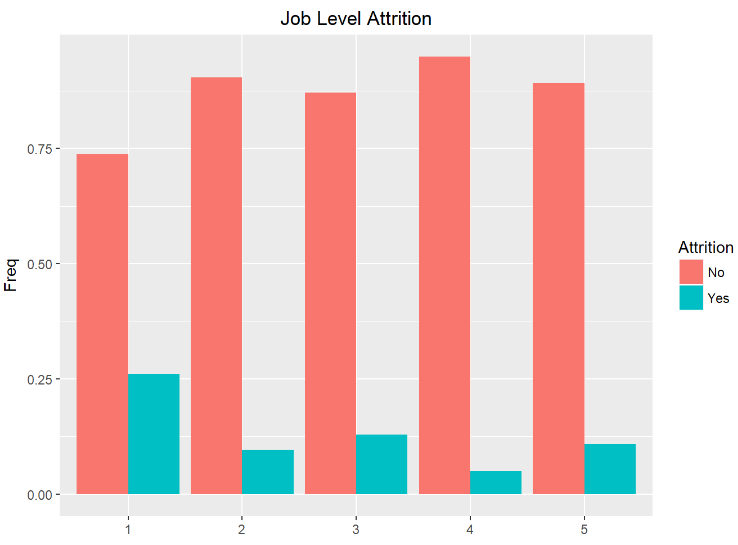 Job Level Attrition
Freq
0.75
0.50
0.25
0.00
1 2 3 4 5
Attrition
No
Yes